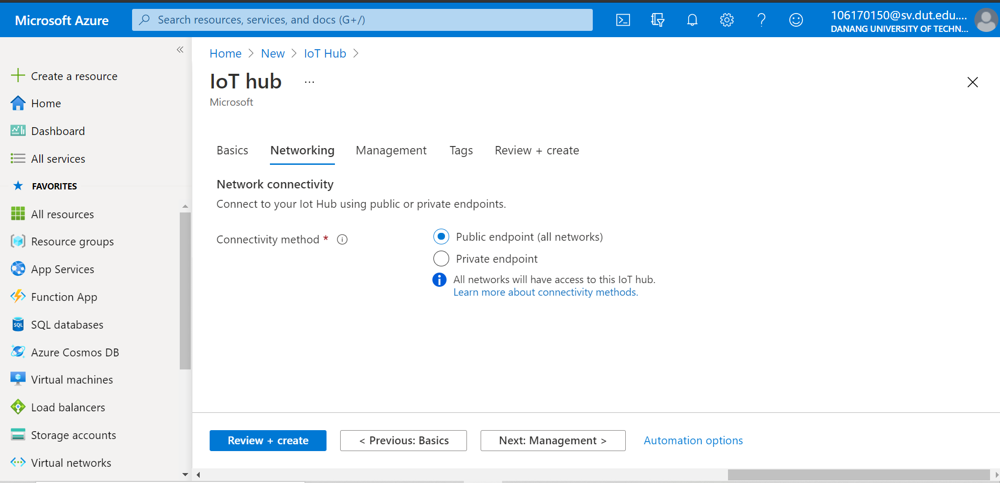 Microsoft Azure
Search resources, services, and docs (G+/)
106170150@sv.dut.edu....
DANANG UNIVERSITY OF TECHN...
Create a resource
Home
Dashboard
All services
FAVORITES
All resources
Resource groups
App Services
Function App
SQL
SQL databases
Azure Cosmos DB
Virtual machines
Load balancers
Storage accounts
Virtual networks
Home > New > IoT Hub >
IoT hub ...
Microsoft
Basics Networking Management Tags Review + create
Network connectivity
Connect to your Iot Hub using public or private endpoints.
Connectivity method *
Public endpoint (all networks)
Private endpoint
All networks will have access to this IoT hub.
Learn more about connectivity methods.
Review + create < Previous: Basics Next: Management > Automation options